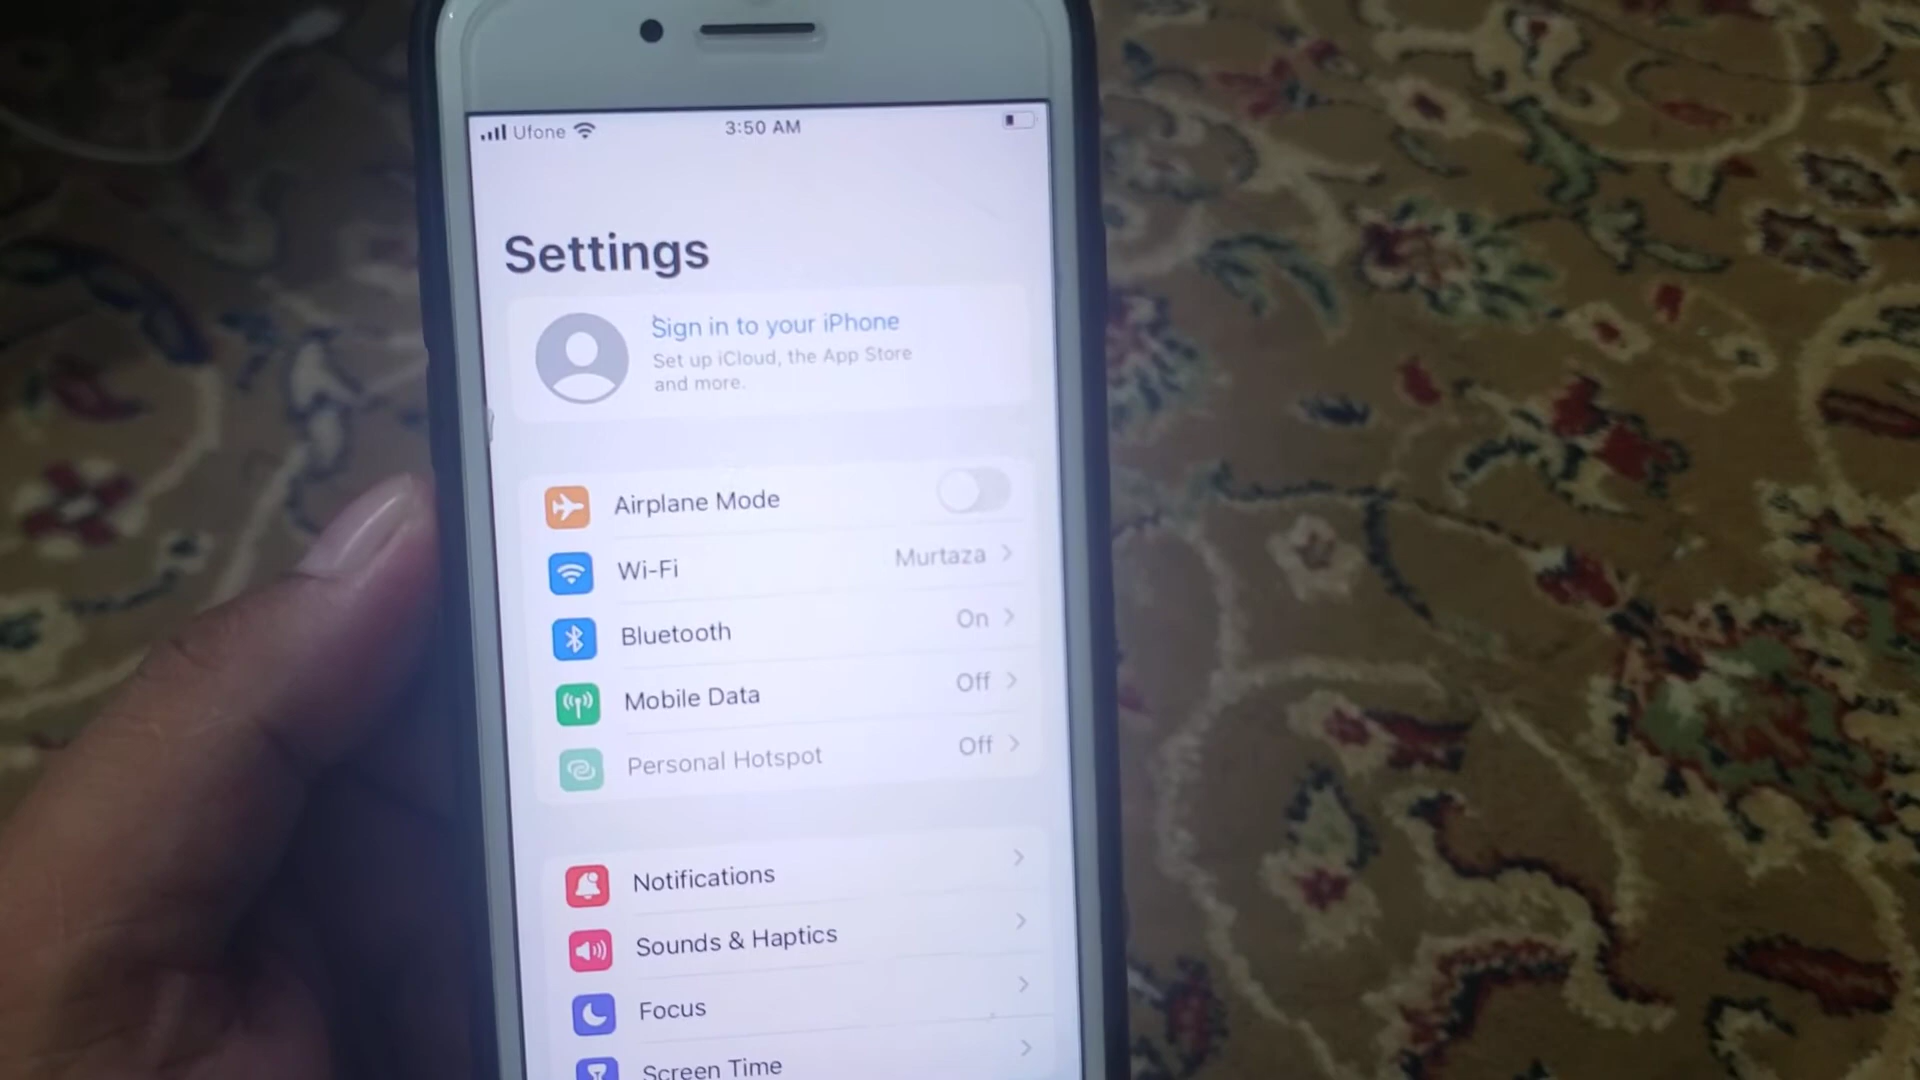 Ufone 3:50 AM
Settings
Sign in to your iPhone
Set up iCloud, the App Store
and more.
Airplane Mode
Wi-Fi Murtaza
Bluetooth On
Mobile Data Off
Personal Hotspot Off
Notifications
Sounds & Haptics
Focus
Screen Time